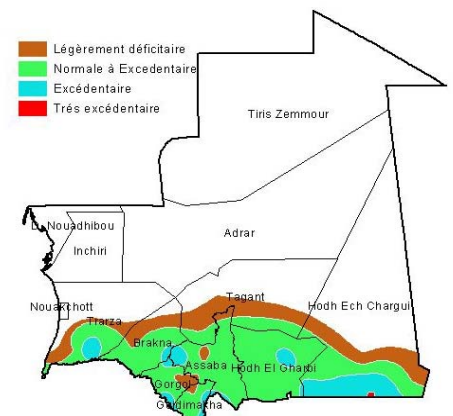 Légèrement déficitaire
Normale à Excedentaire
Excédentaire
Trés excédentaire
Tiris Zemmour
Nouadhibou
Inchiri
Adrar
Nouakchott
Tagant
Hodh Ech Chargui
Trarza
Brakna
Assaba
Hodh El Gharbi
Gorgol
Guidimakha